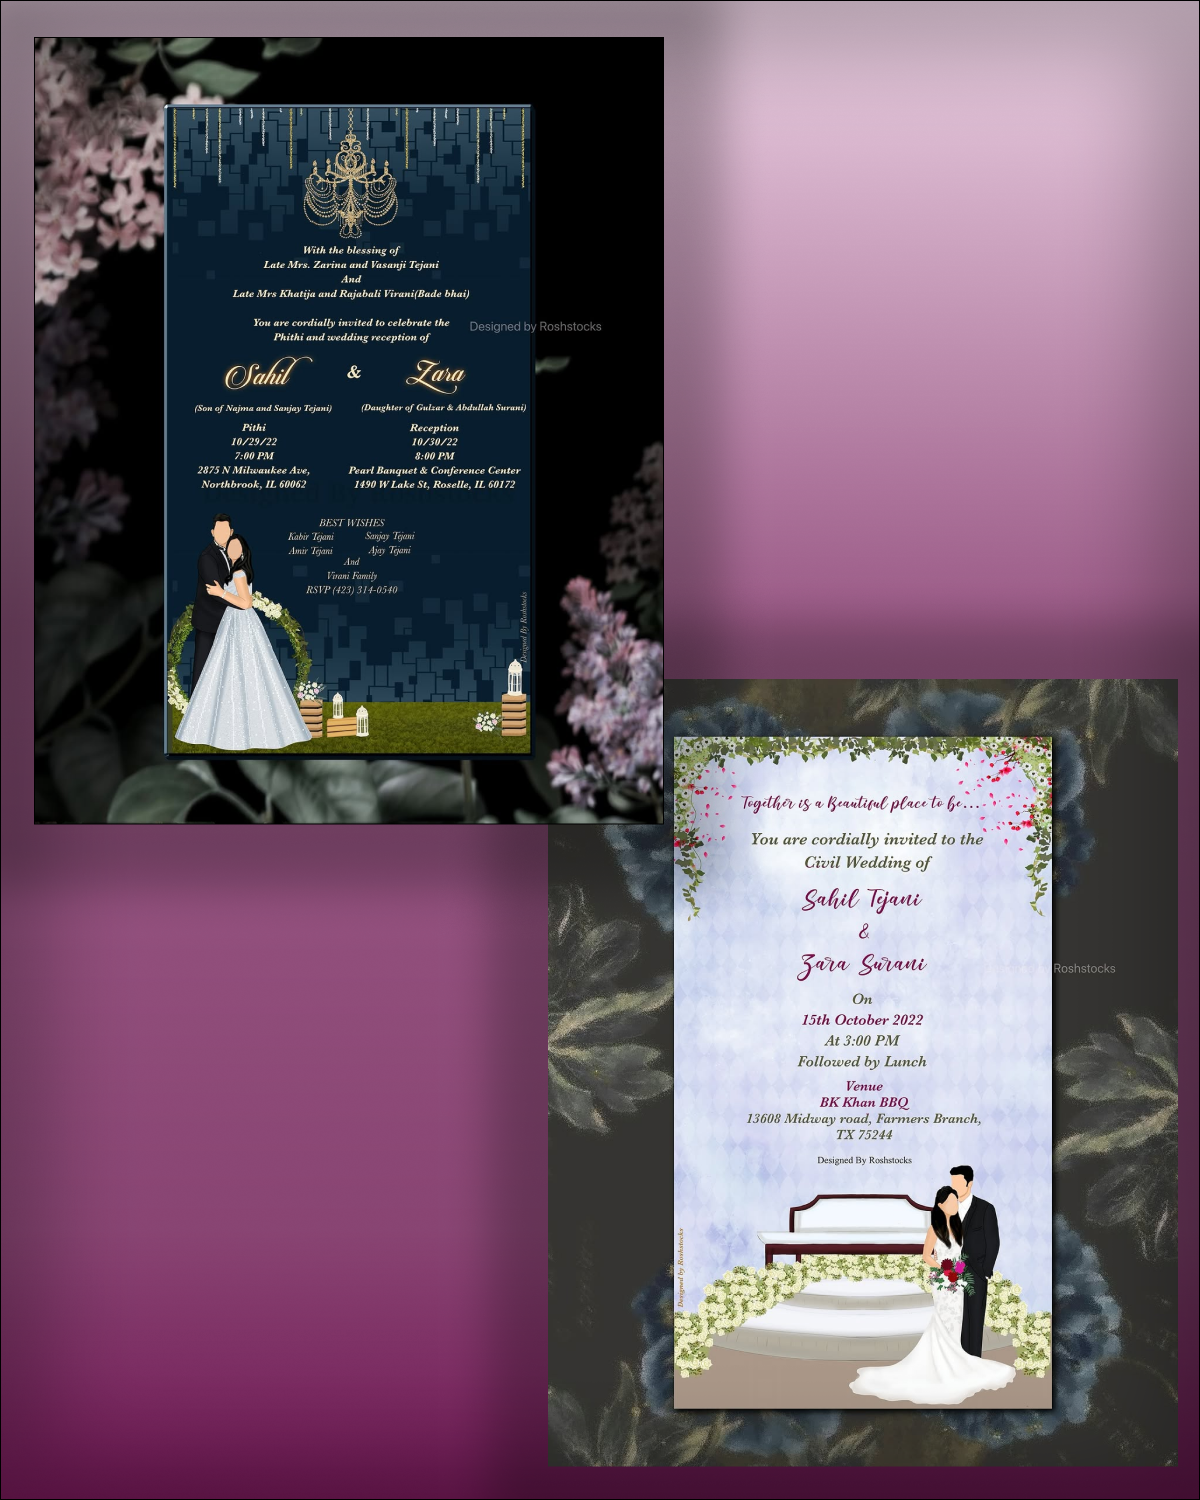 With the blessing of
Late Mrs. Zarina and Vasanji Tejani
And
Late Mrs Khatija and Rajabali Virani(Bade bhai)
You are cordially invited to celebrate the
Phithi and wedding reception of
Designed by Roshstocks
Sahil & Zara
(Son of Najma and Sanjay Tejani) (Daughter of Gulzar & Abdullah Surani)
Pithi
10/29/22
7:00 PM
2875 N Milwaukee Ave,
Northbrook, IL 60062
Reception
10/30/22
8:00 PM
Pearl Banquet & Conference Center
1490 W Lake St, Roselle, IL 60172
BEST WISHES
Kabir Tejani Sanjay Tejani
Amir Tejani Ajay Tejani
And
Virani Family
RSVP (423) 314-0540
Designed By Roshstocks
Together is a Beautiful place to be...
You are cordially invited to the
Civil Wedding of
Sahil Tejani
&
Zara Surani
Roshstocks
On
15th October 2022
At 3:00 PM
Followed by Lunch
Venue
BK Khan BBQ
13608 Midway road, Farmers Branch,
TX 75244
Designed By Roshstocks
Designed by Roshstocks